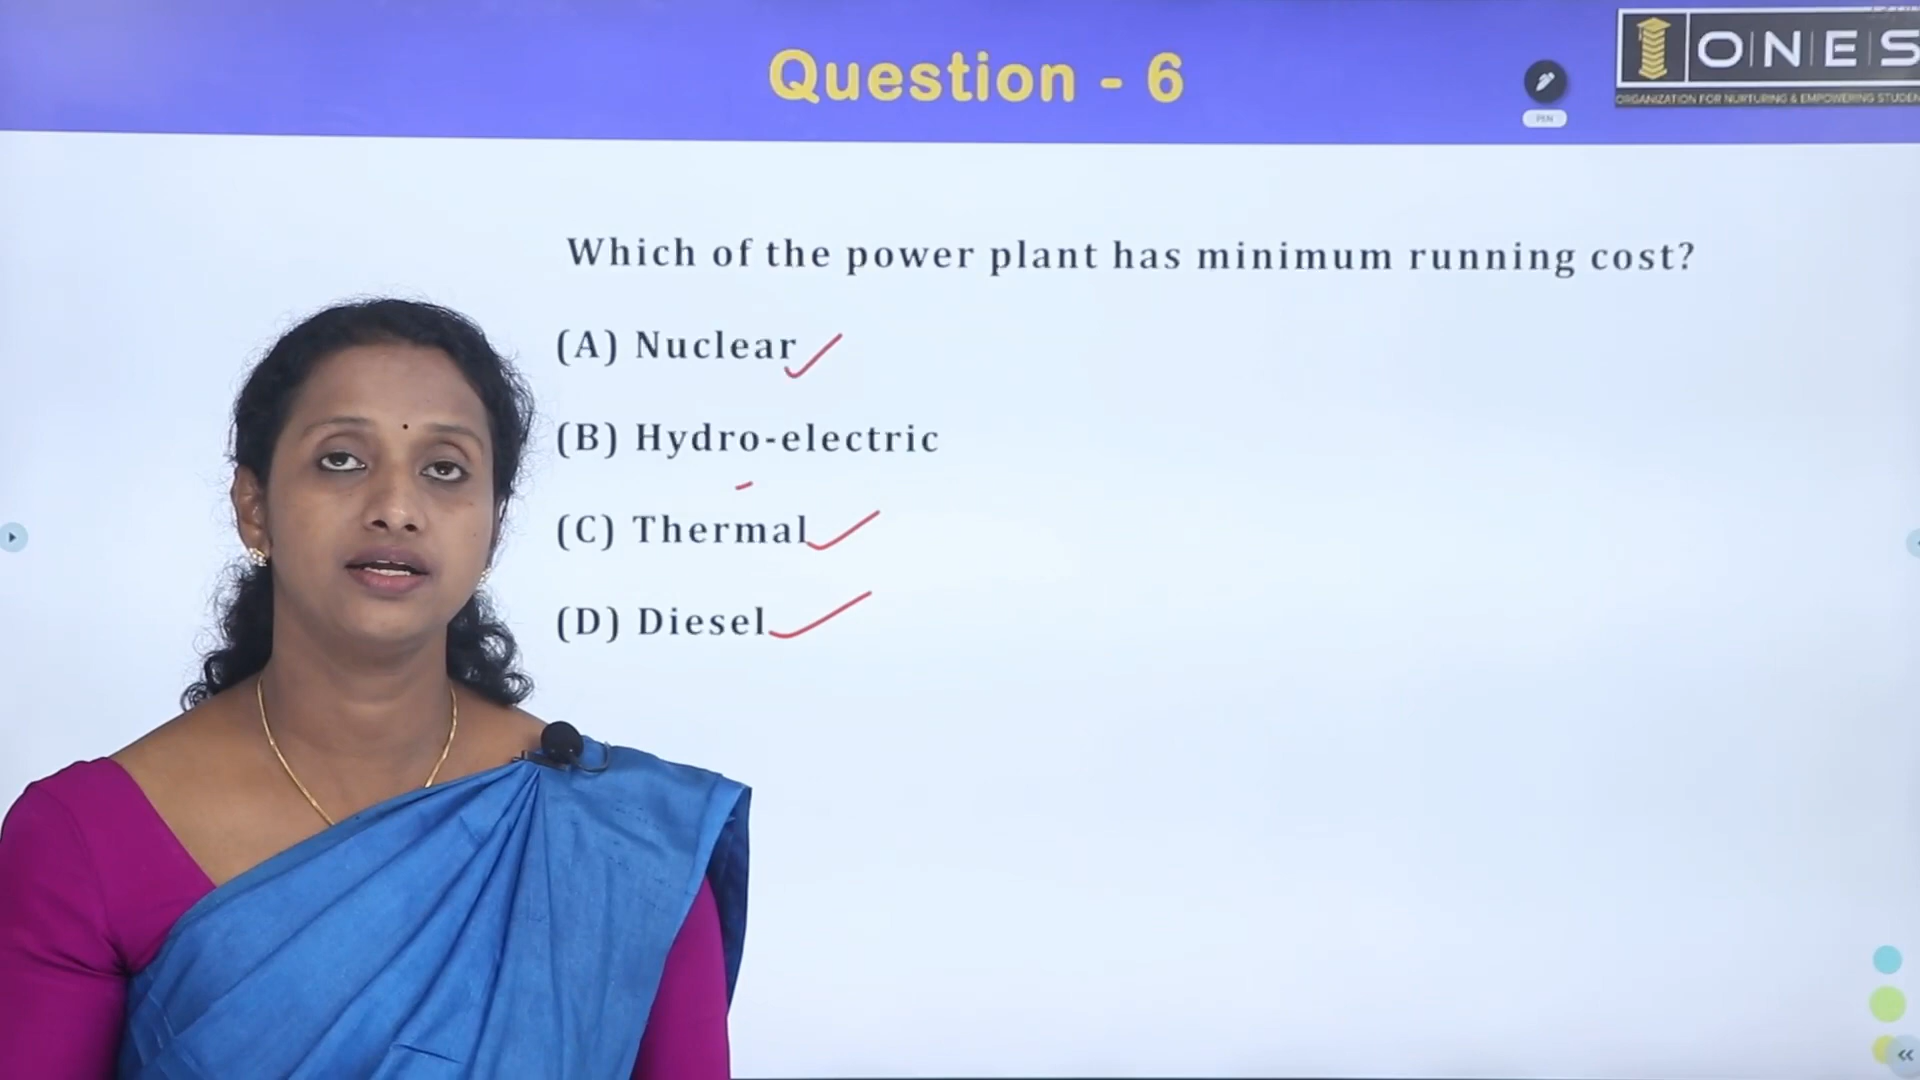 Question - 6
PEN
ONES
ORGANIZATION FOR NURTURING & EMPOWERING STUDEN
Which of the power plant has minimum running cost?
(A) Nuclear
(B) Hydro-electric
(C) Thermal
(D) Diesel